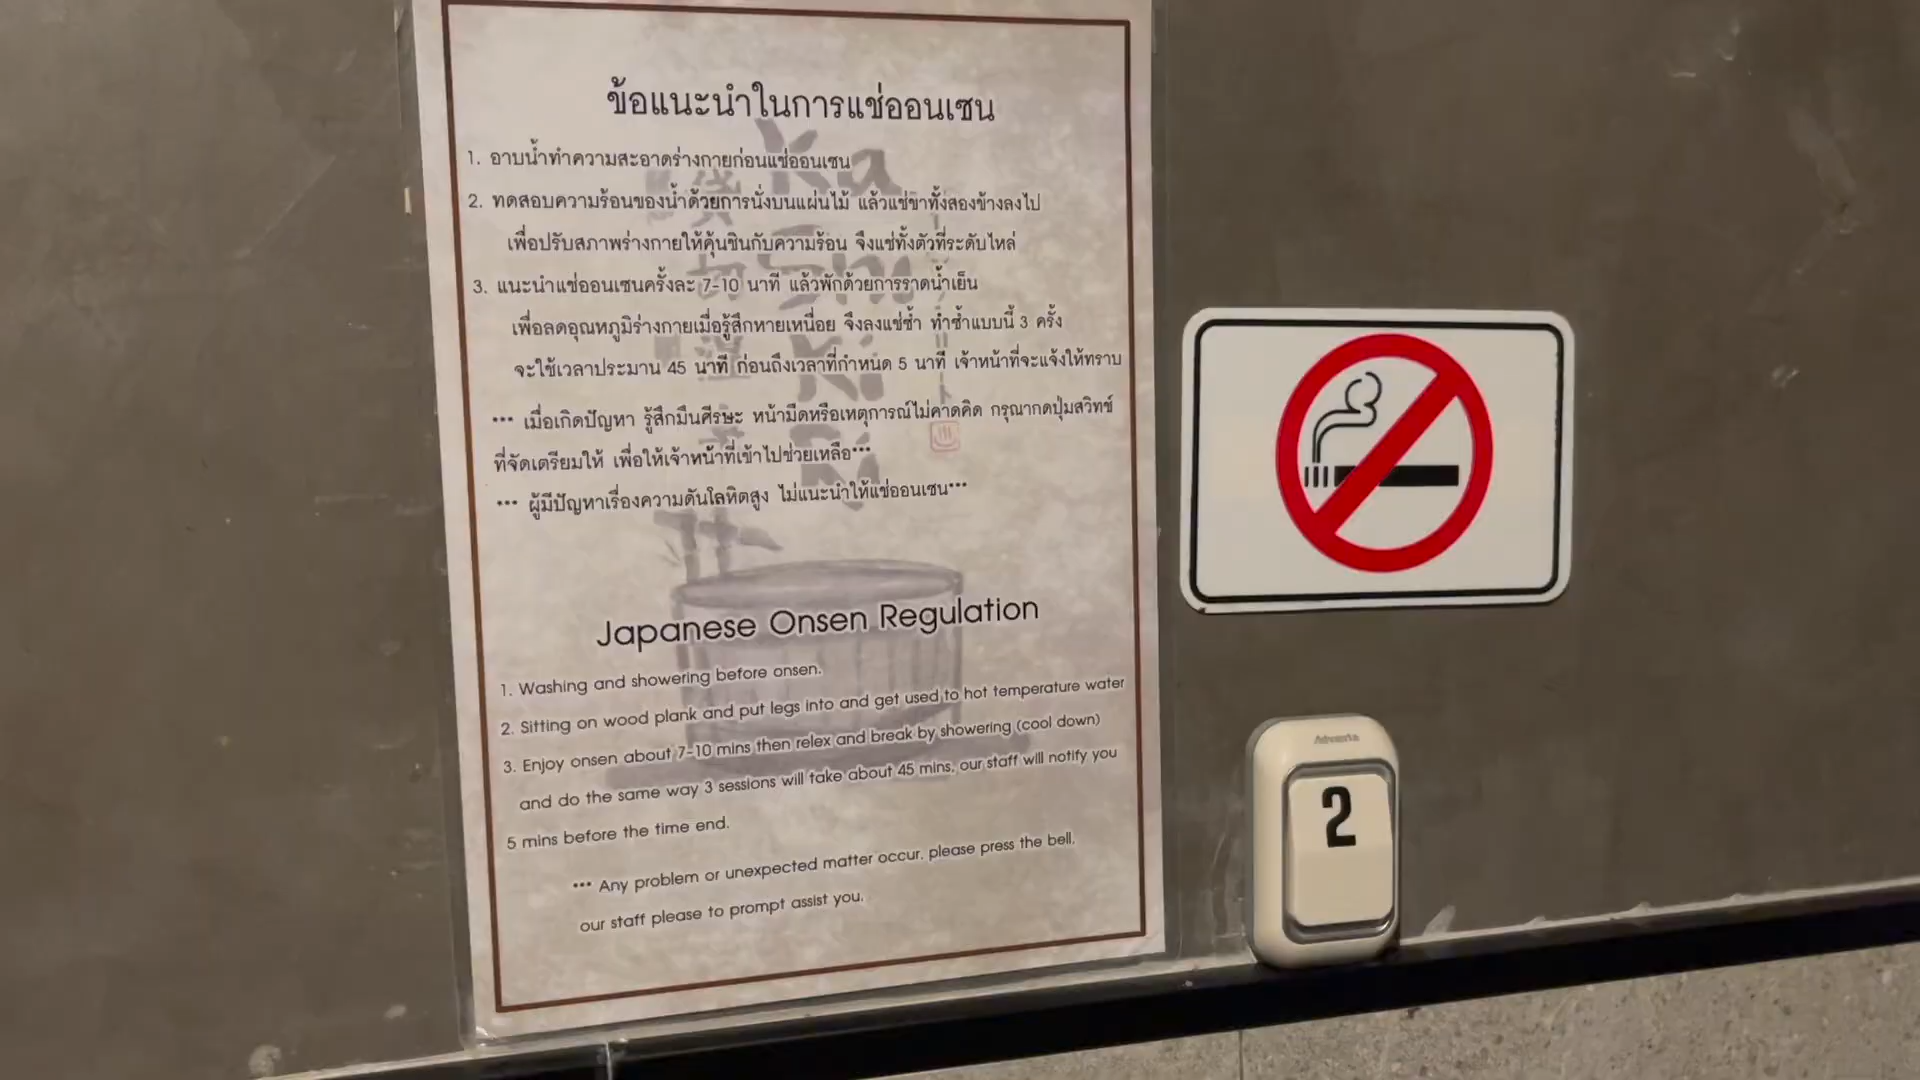 ข้อแนะนำในการแช่ออนเซน
1. อาบน้ำทำความสะอาดร่างกายก่อนแช่ออนเซน
2. ทดสอบความร้อนของน้ำด้วยการนั่งบนแผ่นไม้ แล้วแช่ขาทั้งสองข้างลงไป
เพื่อปรับสภาพร่างกายให้คุ้นชินกับความร้อน จึงแช่ทั้งตัวที่ระดับไหล่
3. แนะนำแช่ออนเซนครั้งละ 7-10 นาที แล้วพักด้วยการราดน้ำเย็น
เพื่อลดอุณหภูมิร่างกายเมื่อรู้สึกหายเหนื่อย จึงลงแช่ซ้ำ ทำซ้ำแบบนี้ 3 ครั้ง
จะใช้เวลาประมาน 45 นาที ก่อนถึงเวลาที่กำหนด 5 นาที เจ้าหน้าที่จะแจ้งให้ทราบ
*** เมื่อเกิดปัญหา รู้สึกมึนศีรษะ หน้ามืดหรือเหตุการณ์ไม่คาดคิด กรุณากดปุ่มสวิทช์
ที่จัดเตรียมให้ เพื่อให้เจ้าหน้าที่เข้าไปช่วยเหลือ***
*** ผู้มีปัญหาเรื่องความดันโลหิตสูง ไม่แนะนำให้แช่ออนเซน***
Japanese Onsen Regulation
1. Washing and showering before onsen.
2. Sitting on wood plank and put legs into and get used to hot temperature water
3. Enjoy onsen about 7-10 mins then relex and break by showering (cool down)
and do the same way 3 sessions will take about 45 mins, our staff will notify you
5 mins before the time end.
*** Any problem or unexpected matter occur, please press the bell,
our staff please to prompt assist you.
2